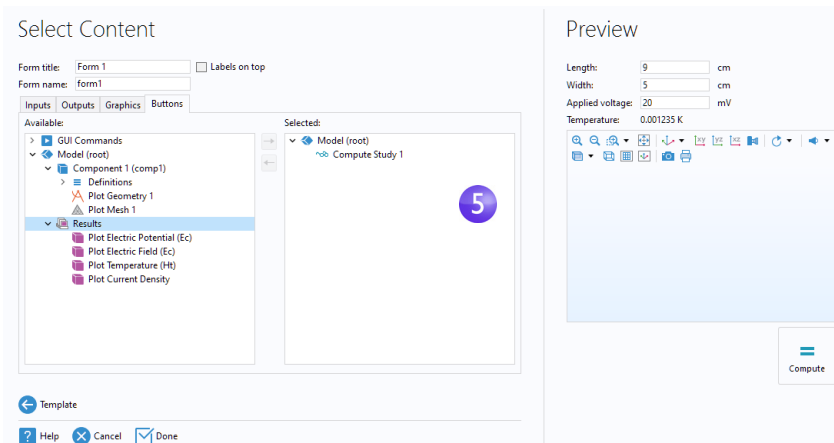 Select Content
Form title: Form 1 Labels on top
Form name: form1
Inputs Outputs Graphics Buttons
Available:
GUI Commands
Model (root)
Component 1 (comp1)
Definitions
Plot Geometry 1
Plot Mesh 1
Results
Plot Electric Potential (Ec)
Plot Electric Field (Ec)
Plot Temperature (Ht)
Plot Current Density
Selected:
Model (root)
Compute Study 1
5
Template
Help Cancel Done
Preview
Length: 9 cm
Width: 5 cm
Applied voltage: 20 mV
Temperature: 0.001235 K
xy yz xz
Compute